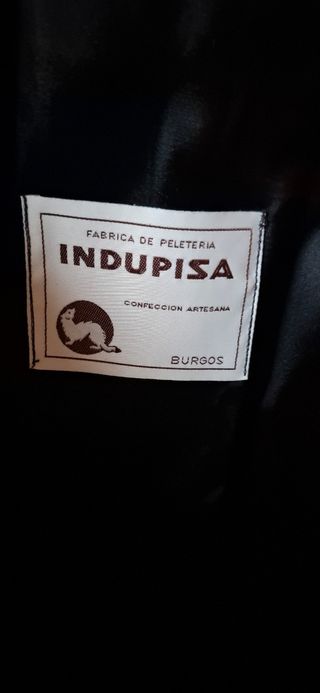 FABRICA DE PELETERIA
INDUPISA
CONFECCION ARTESANA
BURGOS